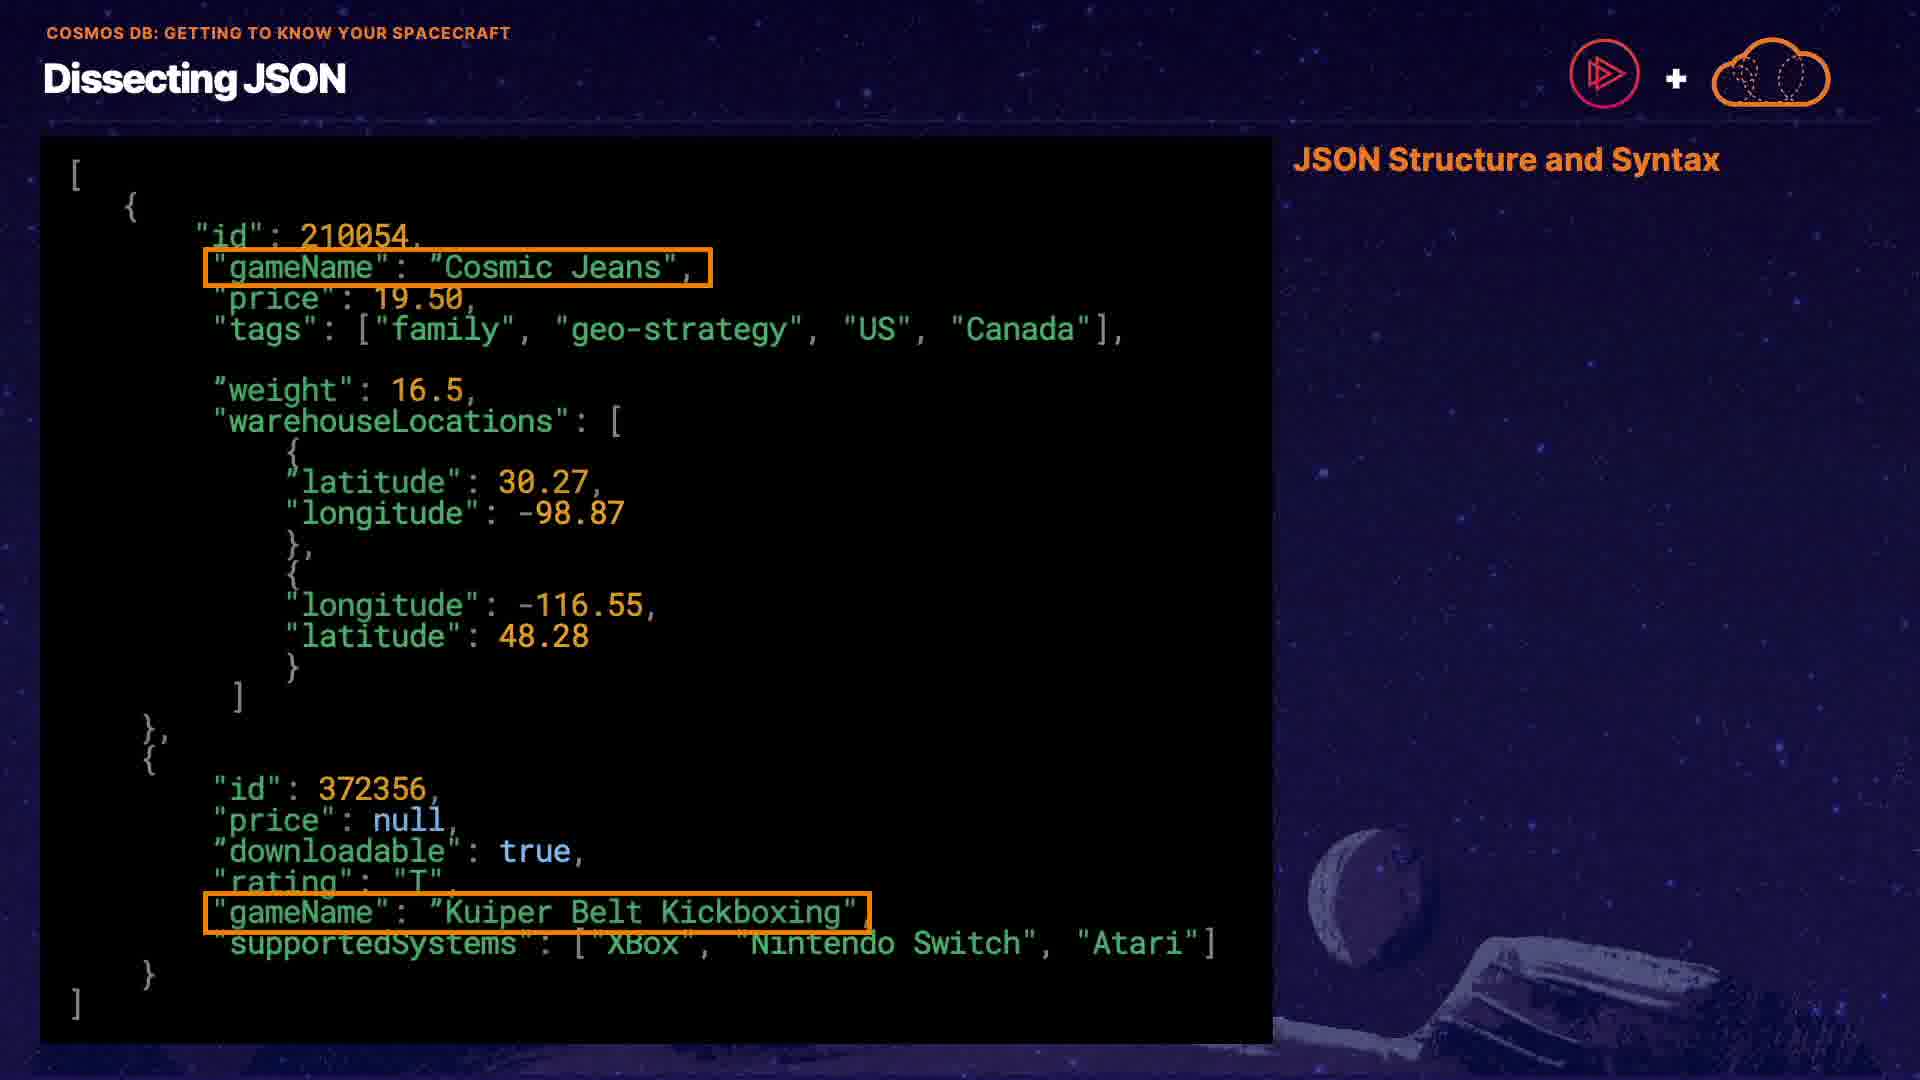 COSMOS DB: GETTING TO KNOW YOUR SPACECRAFT
Dissecting JSON
+
JSON Structure and Syntax
[
{
"id": 210054,
"gameName": ”Cosmic Jeans",
"price": 19.50,
"tags": ["family", "geo-strategy", "US", "Canada"],
”weight": 16.5,
"warehouseLocations": [
{
”latitude": 30.27,
"longitude": -98.87
},
{
"longitude": -116.55,
"latitude": 48.28
}
]
},
{
"id": 372356,
"price": null,
”downloadable": true,
"rating": "T",
"gameName": ”Kuiper Belt Kickboxing",
"supportedSystems": ["XBox", "Nintendo Switch", "Atari"]
}
]